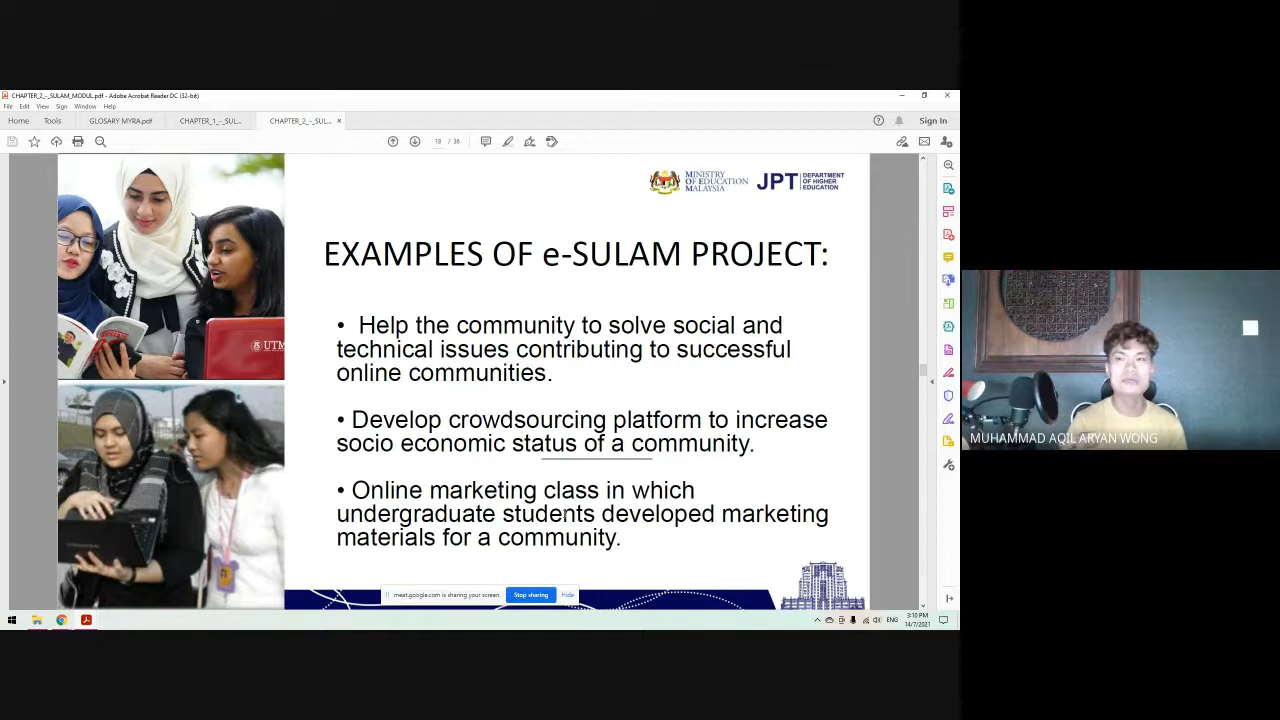 CHAPTER_2_-_SULAM_MODUL.pdf - Adobe Acrobat Reader DC (32-bit)
File Edit View Sign Window Help
Home Tools GLOSARY MYRA.pdf CHAPTER_1_-_SUL... CHAPTER_2_-_SUL... × Sign In
18 / 36
MINISTRY
OF EDUCATION
MALAYSIA
JPT
DEPARTMENT
OF HIGHER
EDUCATION
EXAMPLES OF e-SULAM PROJECT:
• Help the community to solve social and
technical issues contributing to successful
online communities.
• Develop crowdsourcing platform to increase
socio economic status of a community.
• Online marketing class in which
undergraduate students developed marketing
materials for a community.
UTM
meet.google.com is sharing your screen. Stop sharing Hide
MUHAMMAD AQIL ARYAN WONG
ENG
3:10 PM
14/7/2021